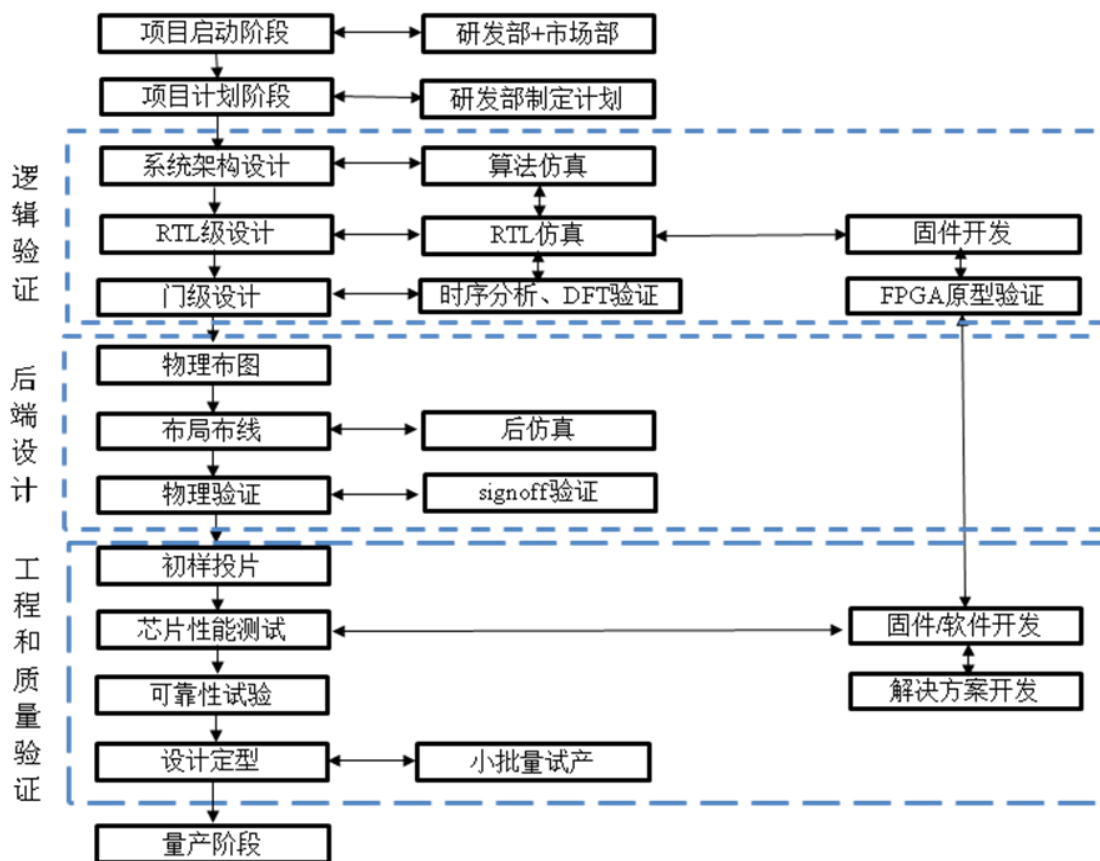 项目启动阶段
研发部+市场部
项目计划阶段
研发部制定计划
逻辑验证
系统架构设计
算法仿真
RTL级设计
RTL仿真
固件开发
门级设计
时序分析、DFT验证
FPGA原型验证
后端设计
物理布图
布局布线
后仿真
物理验证
signoff验证
工程和质量验证
初样投片
芯片性能测试
固件/软件开发
可靠性试验
解决方案开发
设计定型
小批量试产
量产阶段